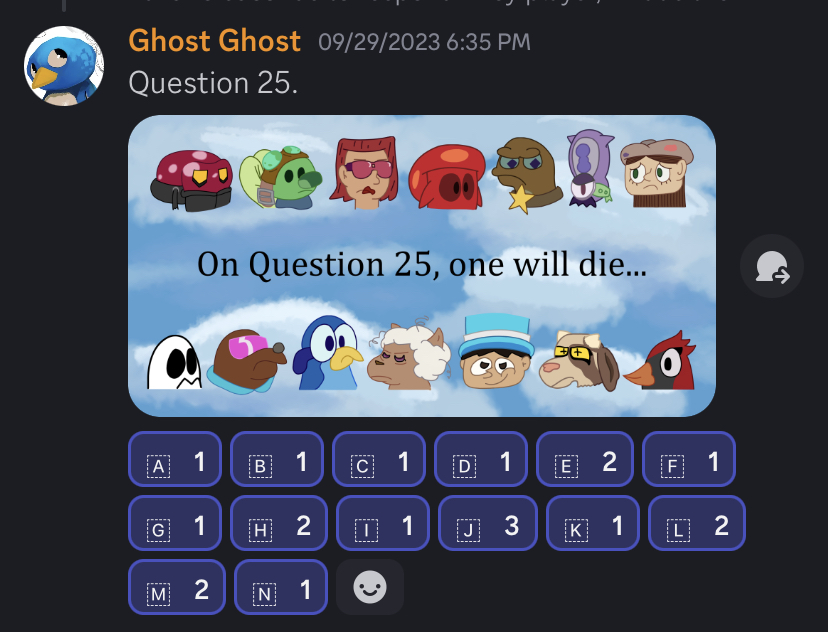 Ghost Ghost 09/29/2023 6:35 PM
Question 25.
On Question 25, one will die...
A 1 B 1 C 1 D 1 E 2 F 1
G 1 H 2 I 1 J 3 K 1 L 2
M 2 N 1